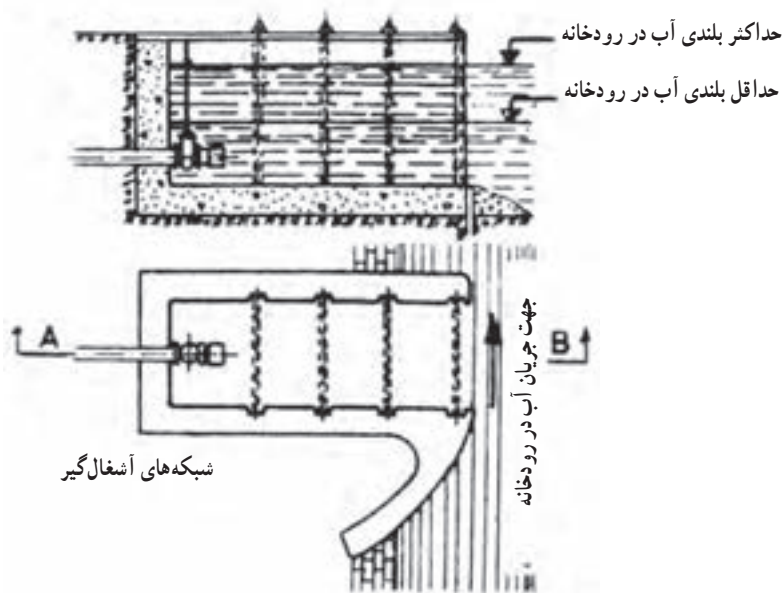 حداکثر بلندی آب در رودخانه
حداقل بلندی آب در رودخانه
A
B
جهت جریان آب در رودخانه
شبکه‌های آشغال‌گیر